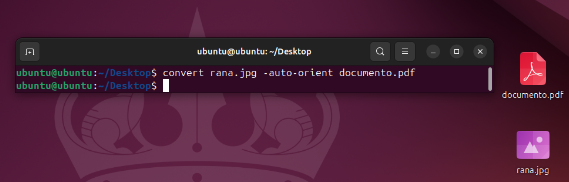 ubuntu@ubuntu: ~/Desktop
ubuntu@ubuntu:~/Desktop$ convert rana.jpg -auto-orient documento.pdf
ubuntu@ubuntu:~/Desktop$
documento.pdf
rana.jpg